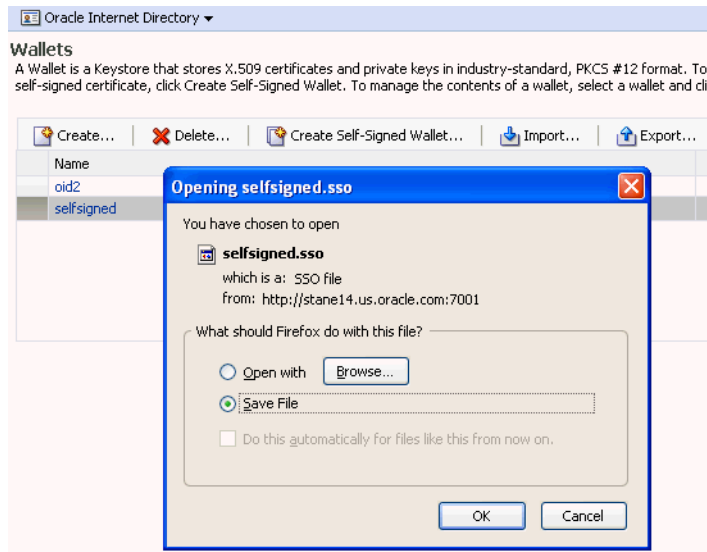 Oracle Internet Directory
Wallets
A Wallet is a Keystore that stores X.509 certificates and private keys in industry-standard, PKCS #12 format. To
self-signed certificate, click Create Self-Signed Wallet. To manage the contents of a wallet, select a wallet and cli
Create... Delete... Create Self-Signed Wallet... Import... Export...
Name
oid2
selfsigned
Opening selfsigned.sso
You have chosen to open
selfsigned.sso
which is a: SSO file
from: http://stane14.us.oracle.com:7001
What should Firefox do with this file?
Open with Browse...
Save File
Do this automatically for files like this from now on.
OK Cancel